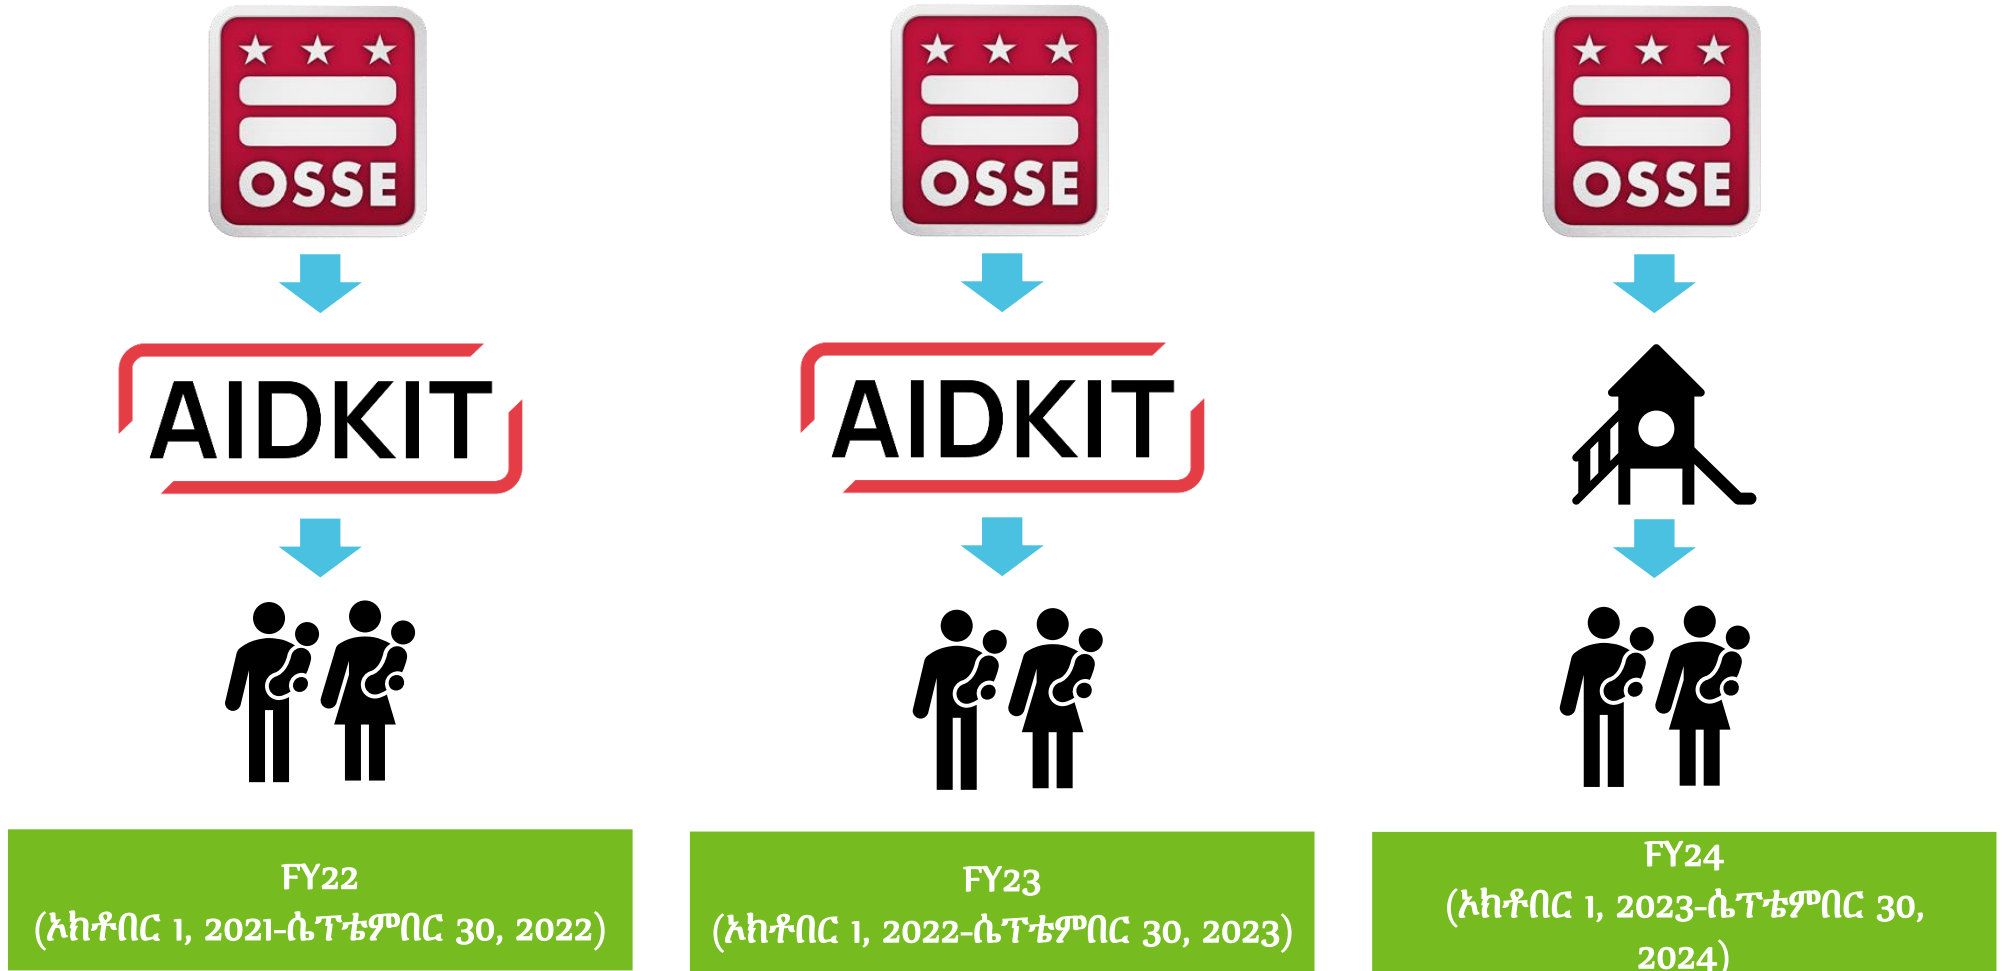 OSSE
AIDKIT
FY22
(ኦክቶበር 1, 2021-ሴፕቴምበር 30, 2022)
OSSE
AIDKIT
FY23
(ኦክቶበር 1, 2022-ሴፕቴምበር 30, 2023)
OSSE
FY24
(ኦክቶበር 1, 2023-ሴፕቴምበር 30,
2024)